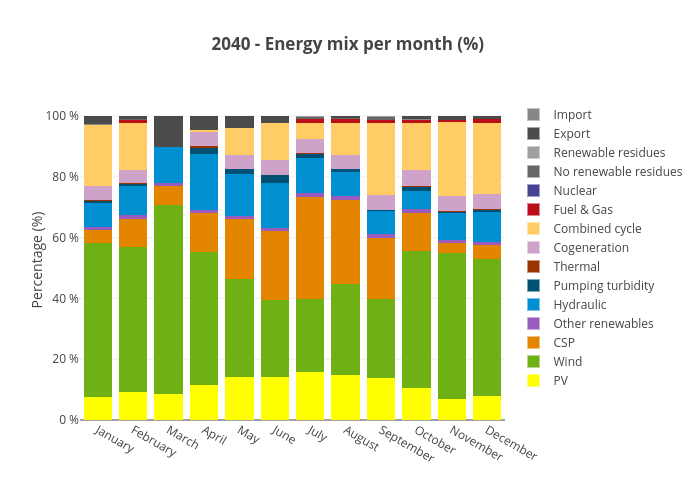 2040 - Energy mix per month (%)
Percentage (%)
100 %
80 %
60 %
40 %
20 %
0 %
January
February
March
April
May
June
July
August
September
October
November
December
Import
Export
Renewable residues
No renewable residues
Nuclear
Fuel & Gas
Combined cycle
Cogeneration
Thermal
Pumping turbidity
Hydraulic
Other renewables
CSP
Wind
PV